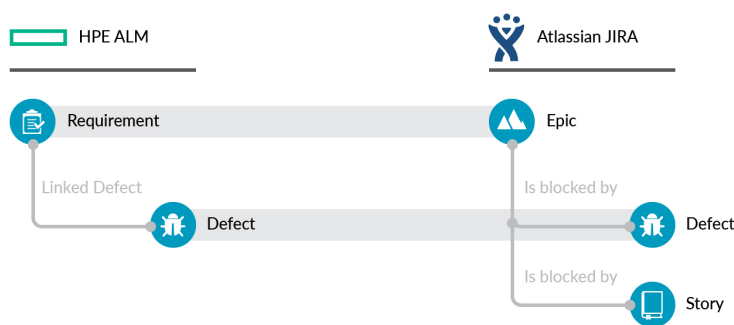 HPE ALM
Atlassian JIRA
Requirement
Epic
Linked Defect
Is blocked by
Defect
Defect
Is blocked by
Story